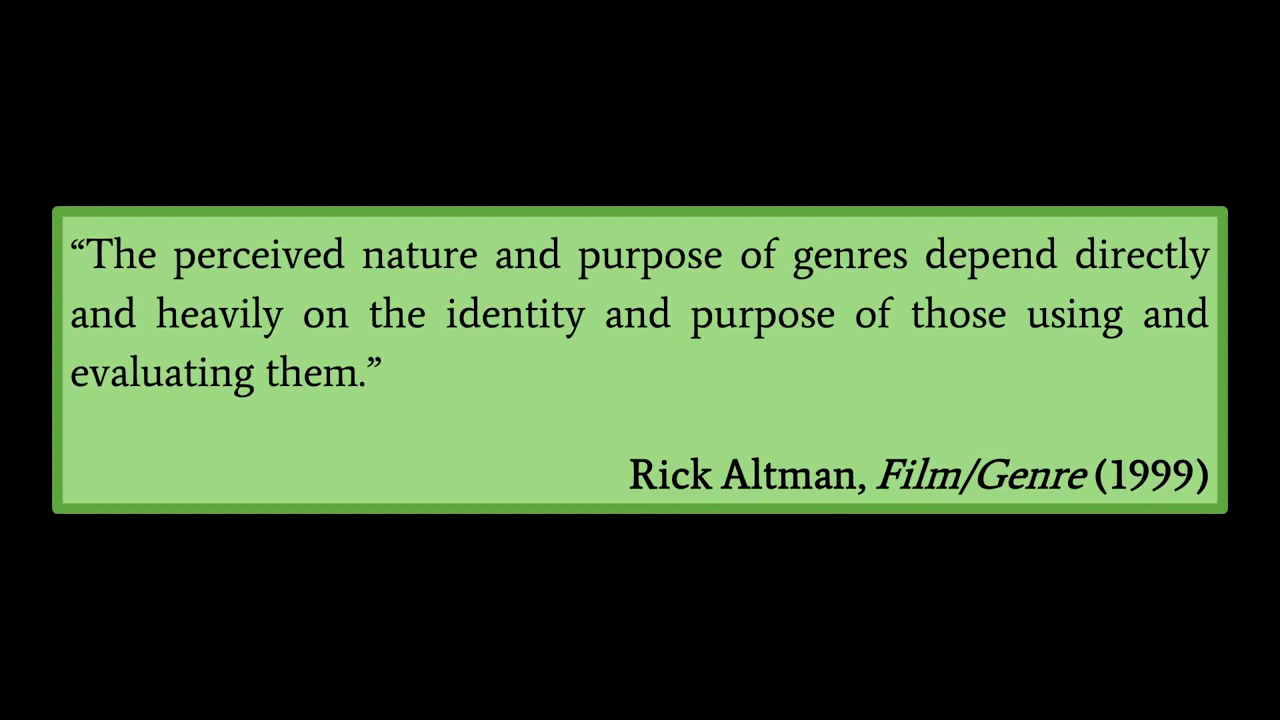 “The perceived nature and purpose of genres depend directly
and heavily on the identity and purpose of those using and
evaluating them.”
Rick Altman, Film/Genre (1999)